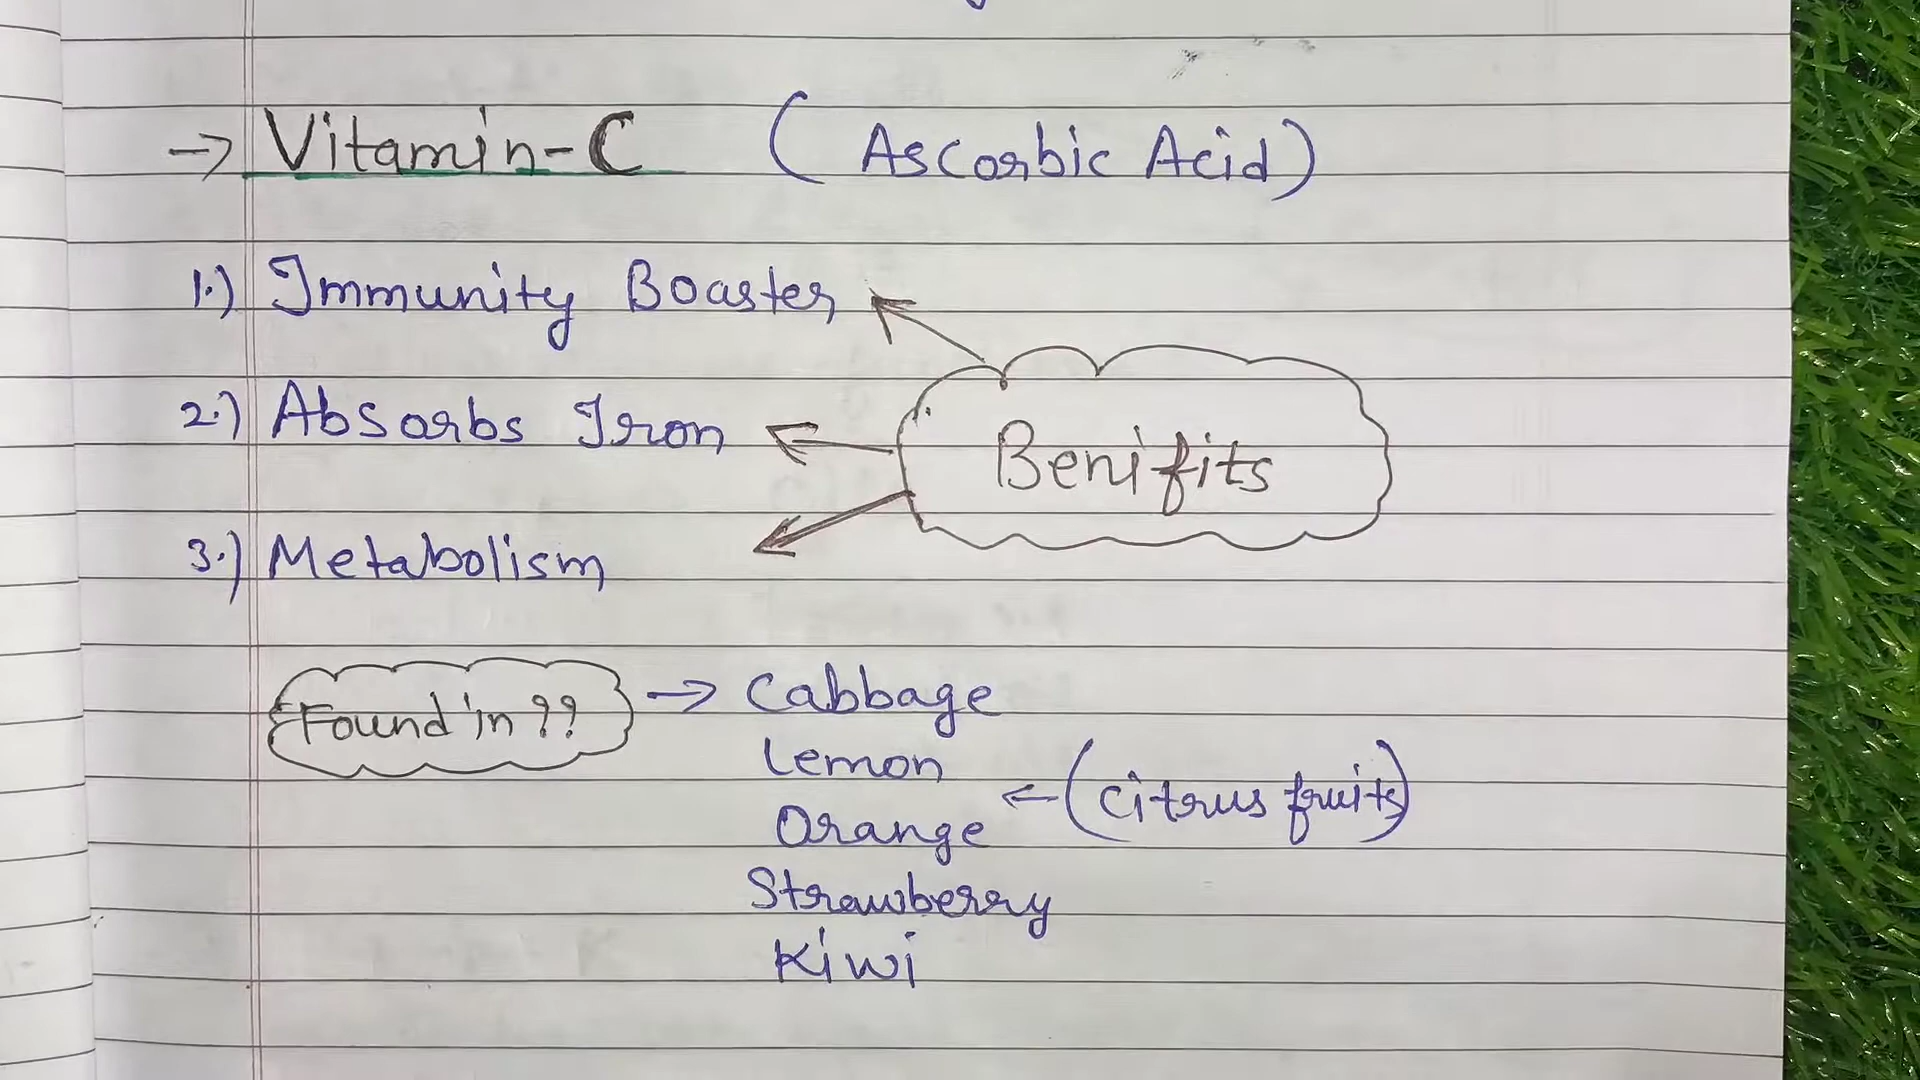 → Vitamin-C ( Ascorbic Acid )
1.) Immunity Boaster
2.) Absorbs Iron
Benifits
3.) Metabolism
Found in ?? → Cabbage
Lemon
← (Citrus fruits)
Orange
Strawberry
Kiwi